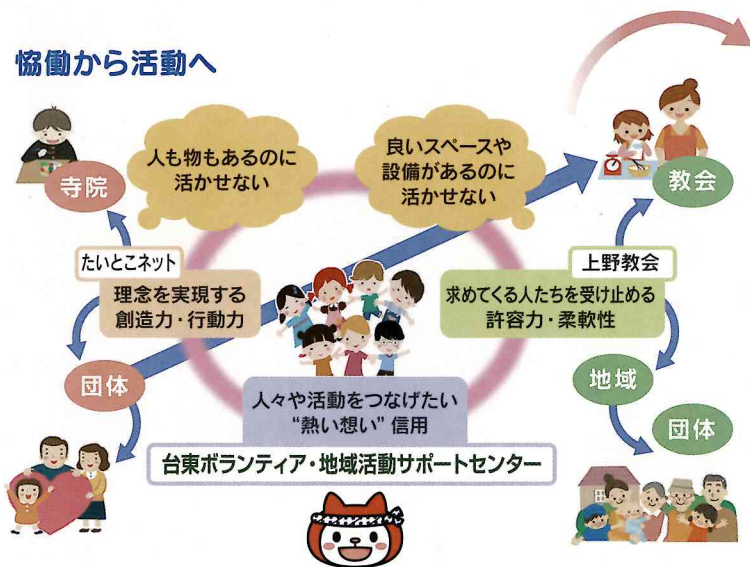 恊働から活動へ
人も物もあるのに
活かせない
良いスペースや
設備があるのに
活かせない
寺院
教会
たいとこネット
理念を実現する
創造力・行動力
上野教会
求めてくる人たちを受け止める
許容力・柔軟性
団体
地域
団体
人々や活動をつなげたい
“熱い想い” 信用
台東ボランティア・地域活動サポートセンター